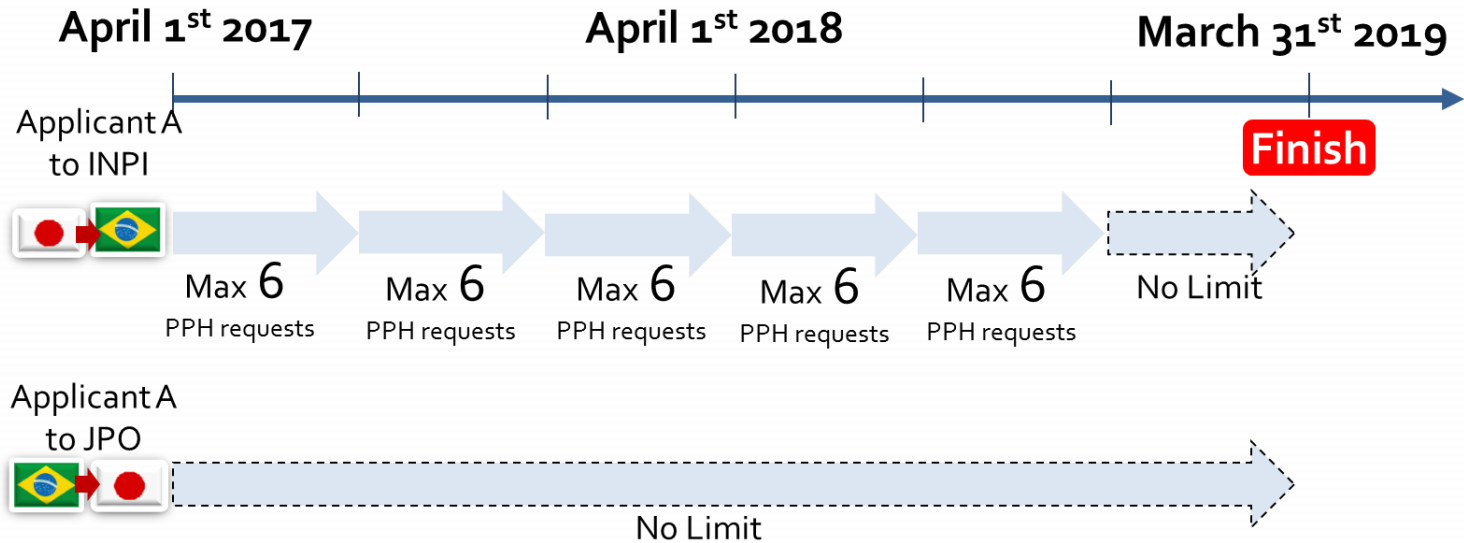 April 1st 2017 April 1st 2018 March 31st 2019
Applicant A
to INPI
Finish
Max 6 Max 6 Max 6 Max 6 Max 6 No Limit
PPH requests PPH requests PPH requests PPH requests PPH requests
Applicant A
to JPO
No Limit